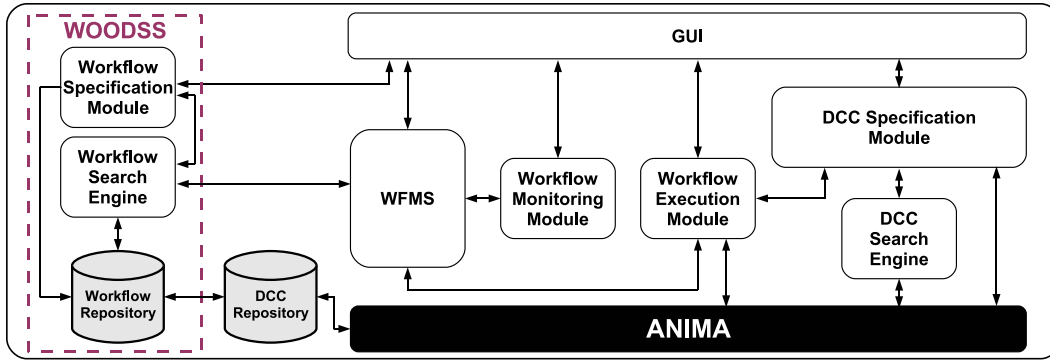 WOODSS
GUI
Workflow
Specification
Module
DCC Specification
Module
Workflow
Search
Engine
WFMS
Workflow
Monitoring
Module
Workflow
Execution
Module
DCC
Search
Engine
Workflow
Repository
DCC
Repository
ANIMA